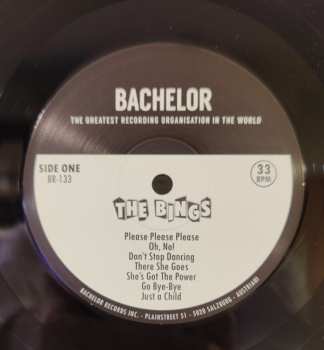 BACHELOR
THE GREATEST RECORDING ORGANISATION IN THE WORLD
SIDE ONE
BR-133
33
RPM
THE BINGS
Please Please Please
Oh, No!
Don't Stop Dancing
There She Goes
She's Got The Power
Go Bye-Bye
Just a Child
BACHELOR RECORDS INC. - PLAINSTREET 51 - 5020 SALZBURG - AUSTRIAHI